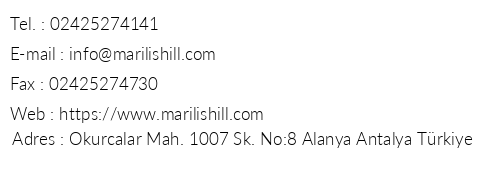 Tel. : 02425274141
E-mail : info@marilishill.com
Fax : 02425274730
Web : https://www.marilishill.com
Adres : Okurcalar Mah. 1007 Sk. No:8 Alanya Antalya Türkiye